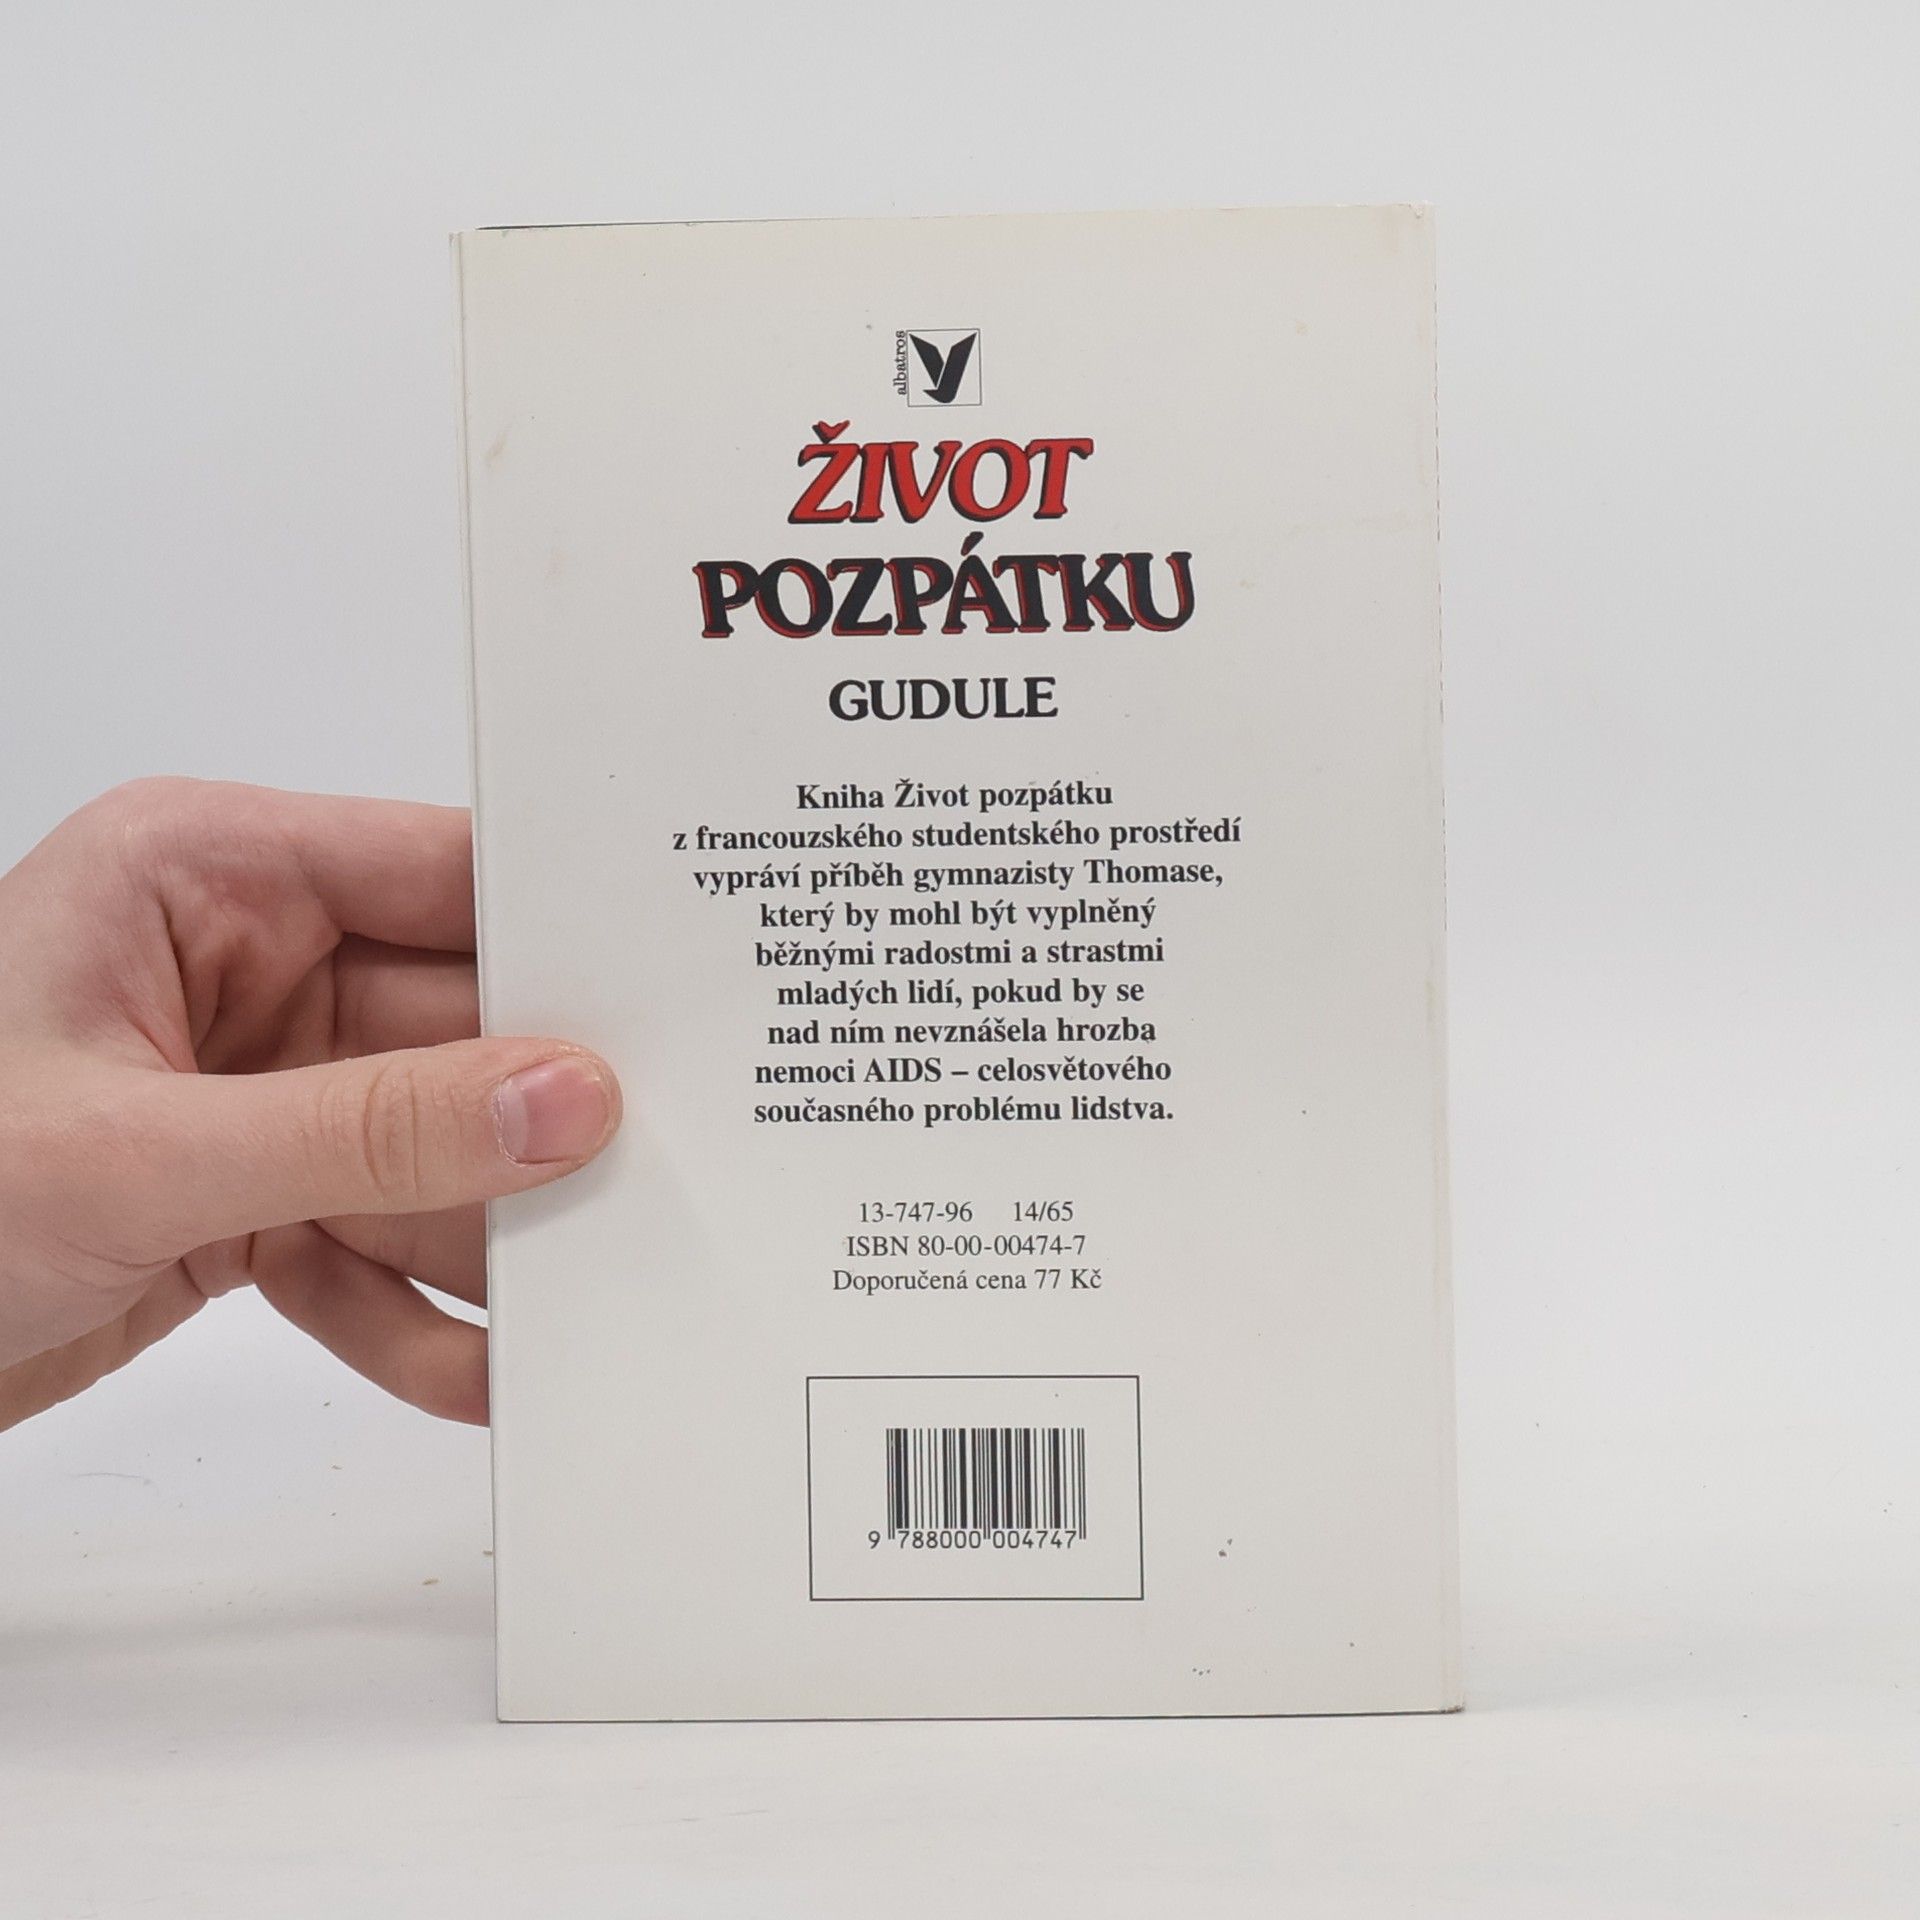 albatros
ŽIVOT
POZPÁTKU
GUDULE
Kniha Život pozpátku
z francouzského studentského prostředí
vypráví příběh gymnazisty Thomase,
který by mohl být vyplněný
běžnými radostmi a strastmi
mladých lidí, pokud by se
nad ním nevznášela hrozba
nemoci AIDS – celosvětového
současného problému lidstva.
13-747-96 14/65
ISBN 80-00-00474-7
Doporučená cena 77 Kč
9 788000 004747